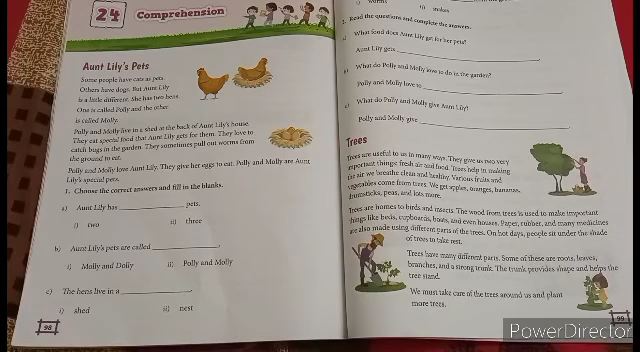 24 Comprehension
Aunt Lily's Pets
Some people have cats as pets.
Others have dogs. But Aunt Lily
is a little different. She has two hens.
One is called Polly and the other
is called Molly.
Polly and Molly live in a shed at the back of Aunt Lily's house.
They eat special food that Aunt Lily gets for them. They love to
catch bugs in the garden. They sometimes pull out worms from
the ground to eat.
Polly and Molly love Aunt Lily. They give her eggs to eat. Polly and Molly are Aunt
Lily's special pets.
1. Choose the correct answers and fill in the blanks.
a) Aunt Lily has ____________ pets.
i) two ii) three
b) Aunt Lily's pets are called ____________.
i) Molly and Dolly ii) Polly and Molly
c) The hens live in a ____________.
i) shed ii) nest
98
worms ii) snakes
2. Read the questions and complete the answers.
What food does Aunt Lily get for her pets?
Aunt Lily gets ____________
What do Polly and Molly love to do in the garden?
Polly and Molly love to ____________
c) What do Polly and Molly give Aunt Lily?
Polly and Molly give ____________
Trees
Trees are useful to us in many ways. They give us two very
important things: fresh air and food. Trees help in making
the air we breathe clean and healthy. Various fruits and
vegetables come from trees. We get apples, oranges, bananas,
drumsticks, peas, and lots more.
Trees are homes to birds and insects. The wood from trees is used to make important
things like beds, cupboards, boats, and even houses. Paper, rubber, and many medicines
are also made using different parts of the trees. On hot days, people sit under the shade
of trees to take rest.
Trees have many different parts. Some of these are roots, leaves,
branches, and a strong trunk. The trunk provides shape and helps the
tree stand.
We must take care of the trees around us and plant
more trees.
99
PowerDirector